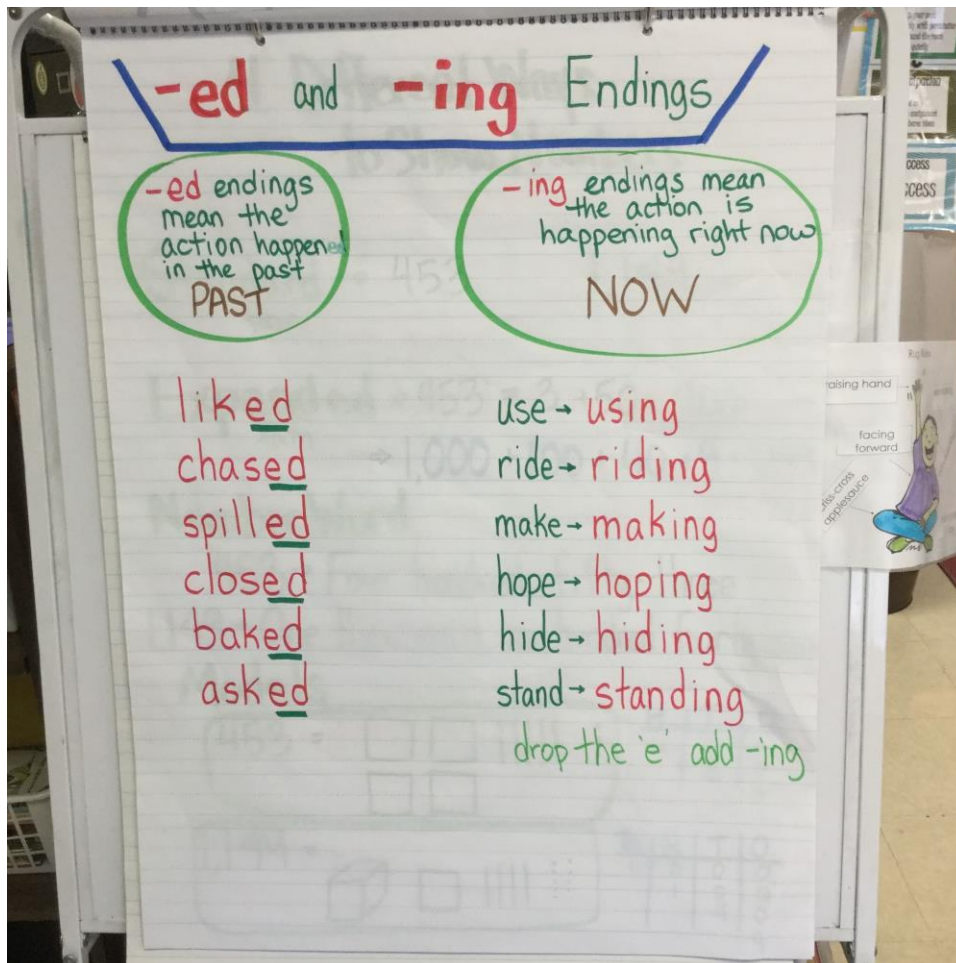 -ed and -ing Endings
-ed endings
mean the
action happened
in the past
PAST
-ing endings mean
the action is
happening right now
NOW
liked
chased
spilled
closed
baked
asked
use → using
ride → riding
make → making
hope → hoping
hide → hiding
stand → standing
drop the 'e' add -ing
raising hand
facing
forward
applesauce